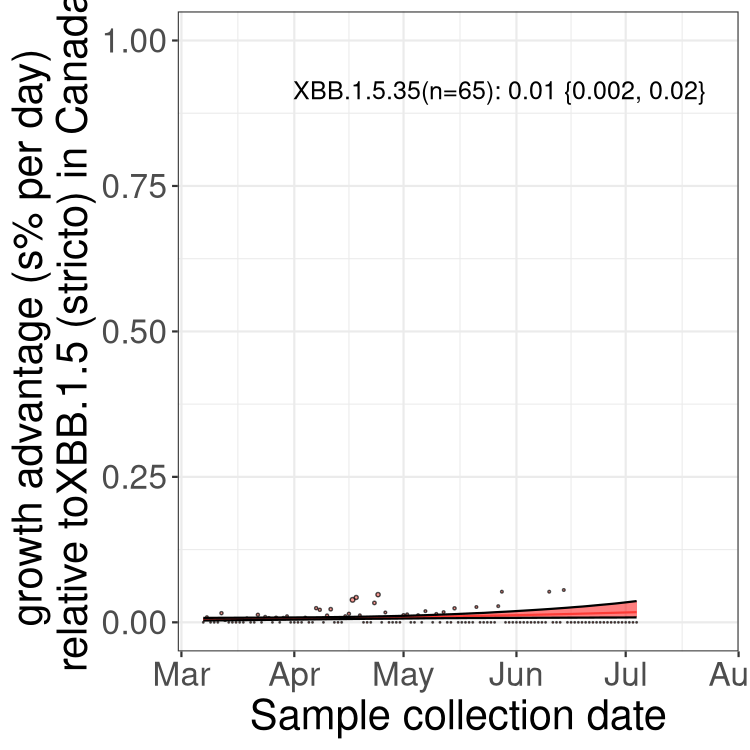 growth advantage (s% per day)
relative toXBB.1.5 (stricto) in Canada
1.00
0.75
0.50
0.25
0.00
XBB.1.5.35(n=65): 0.01 {0.002, 0.02}
Mar Apr May Jun Jul Au
Sample collection date